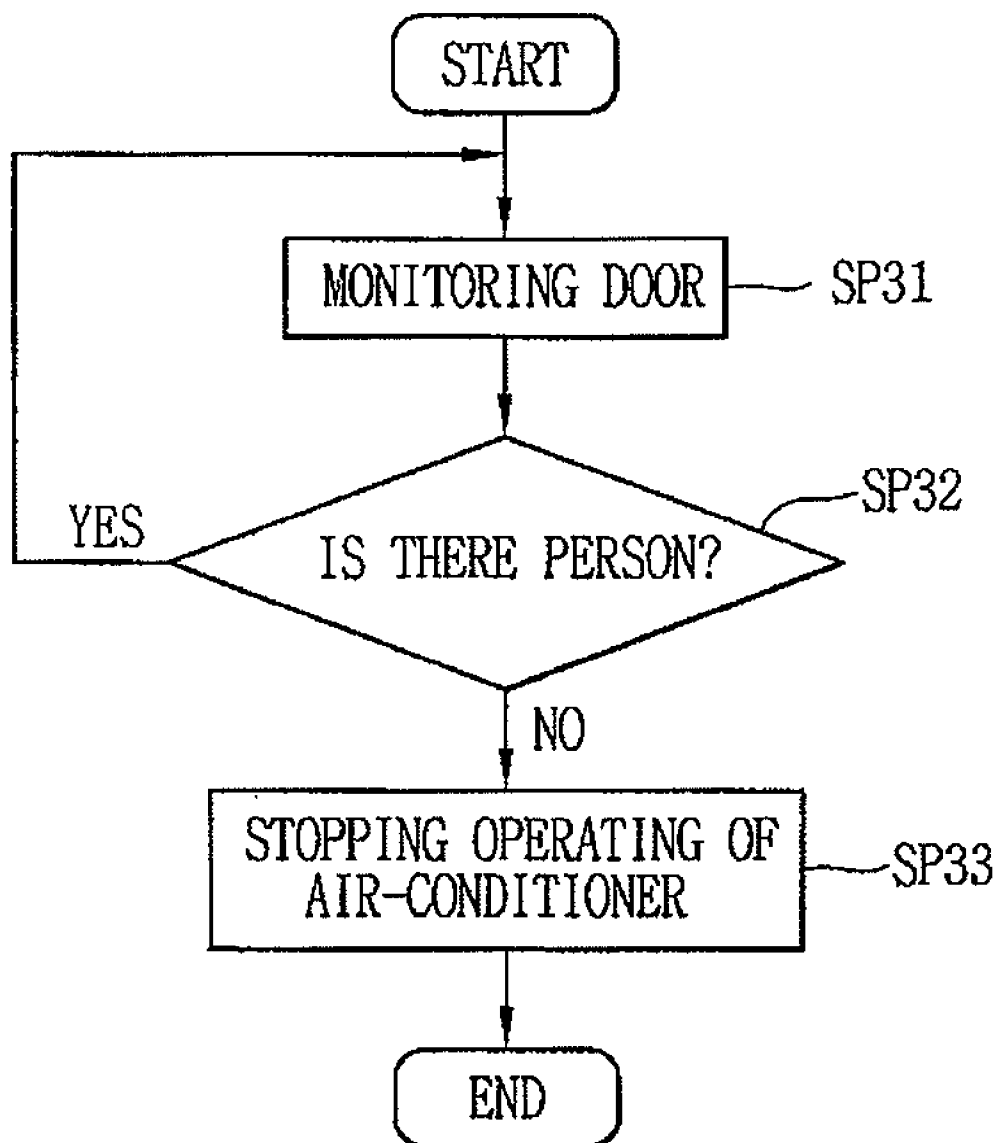 START
MONITORING DOOR
SP31
SP32
YES
IS THERE PERSON?
NO
STOPPING OPERATING OF
AIR-CONDITIONER
SP33
END